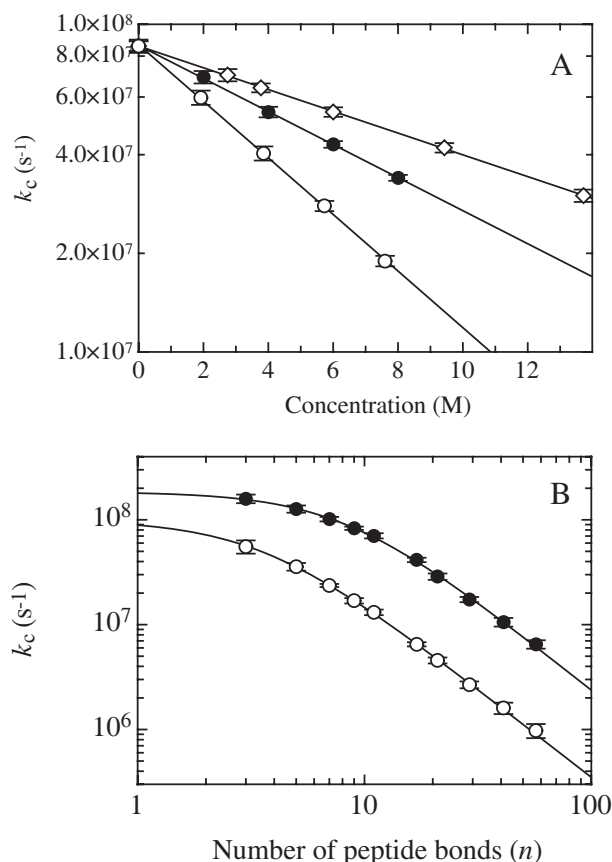 A
1.0×10⁸
8.0×10⁷
6.0×10⁷
4.0×10⁷
2.0×10⁷
1.0×10⁷
k_c (s⁻¹)
0 2 4 6 8 10 12
Concentration (M)
B
10⁸
10⁷
10⁶
k_c (s⁻¹)
1 10 100
Number of peptide bonds (n)